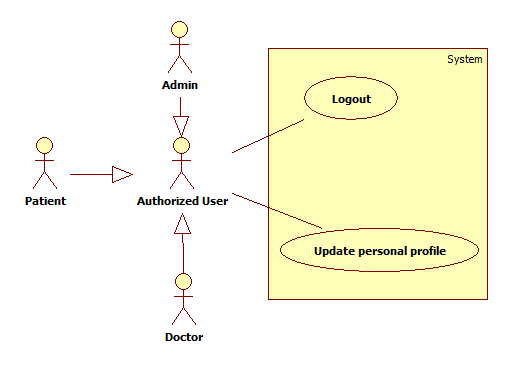 System
Admin
Logout
Patient
Authorized User
Update personal profile
Doctor